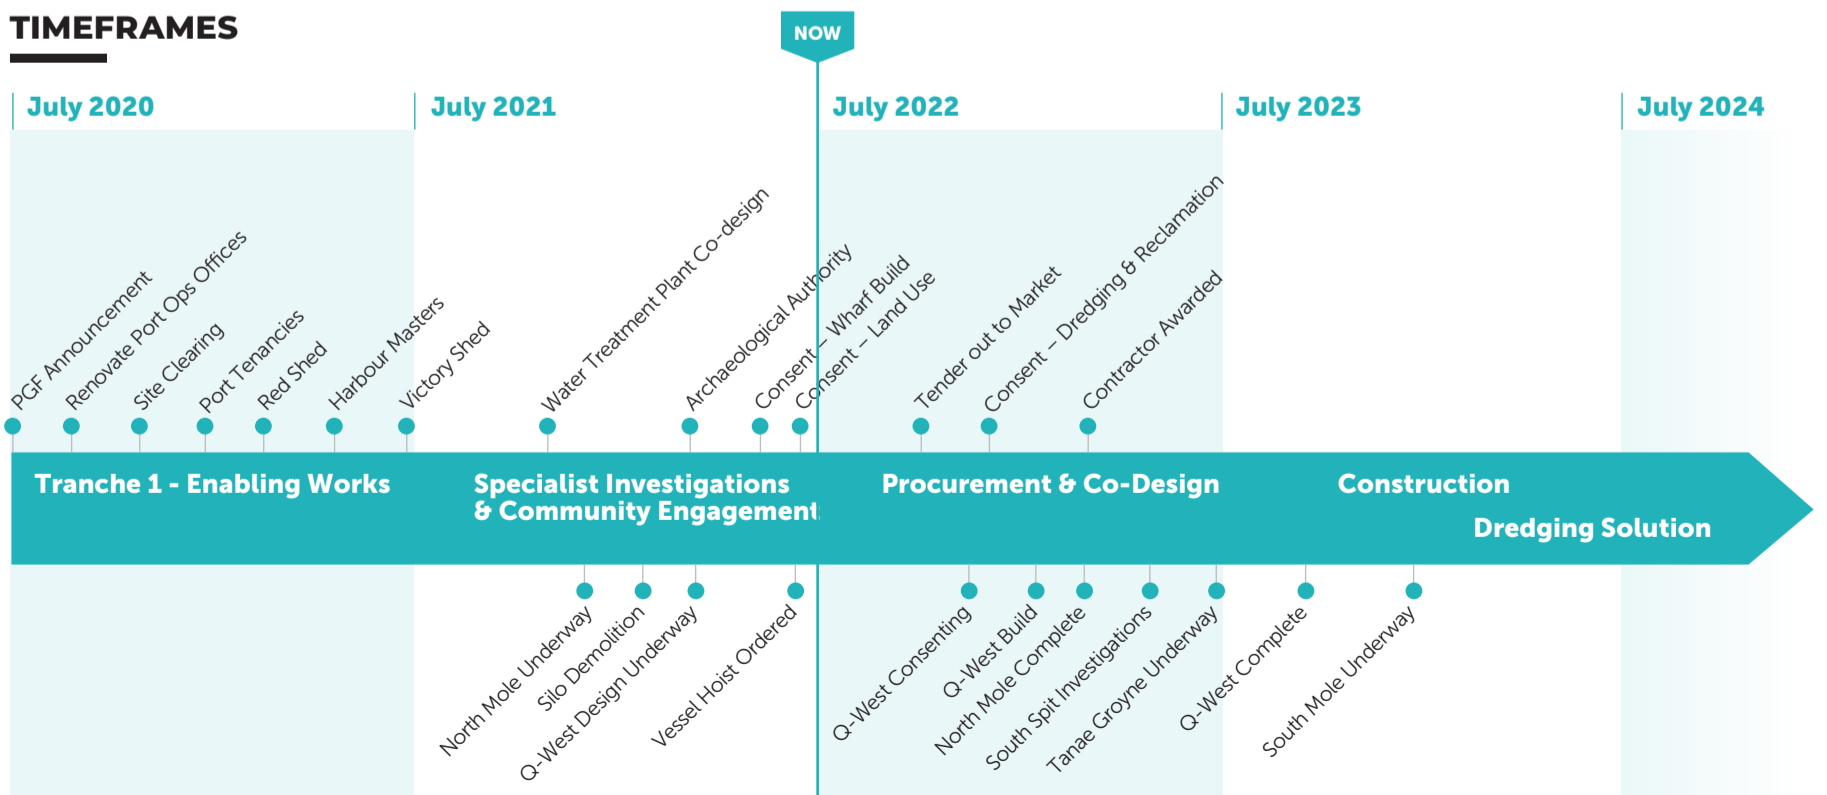 TIMEFRAMES
NOW
July 2020
July 2021
July 2022
July 2023
July 2024
PGF Announcement
Renovate Port Ops Offices
Site Clearing
Port Tenancies
Red Shed
Harbour Masters
Victory Shed
Water Treatment Plant Co-design
Archaeological Authority
Consent – Wharf Build
Consent – Land Use
Tender out to Market
Consent – Dredging & Reclamation
Contractor Awarded
Tranche 1 - Enabling Works
Specialist Investigations
& Community Engagement
Procurement & Co-Design
Construction
Dredging Solution
North Mole Underway
Silo Demolition
Q-West Design Underway
Vessel Hoist Ordered
Q-West Consenting
Q-West Build
North Mole Complete
South Spit Investigations
Tanae Groyne Underway
Q-West Complete
South Mole Underway